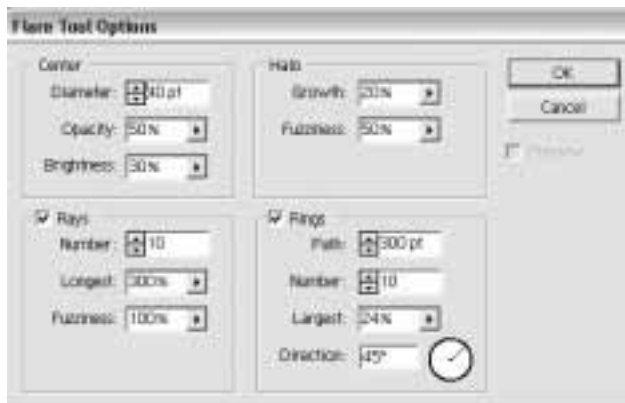 Flare Tool Options
Center
Diameter: 40 pt
Opacity: 50%
Brightness: 30%
Halo
Growth: 20%
Fuzziness: 50%
OK
Cancel
Preview
Rays
Number: 10
Longest: 300%
Fuzziness: 100%
Rings
Path: 300 pt
Number: 10
Largest: 24%
Direction: 45°